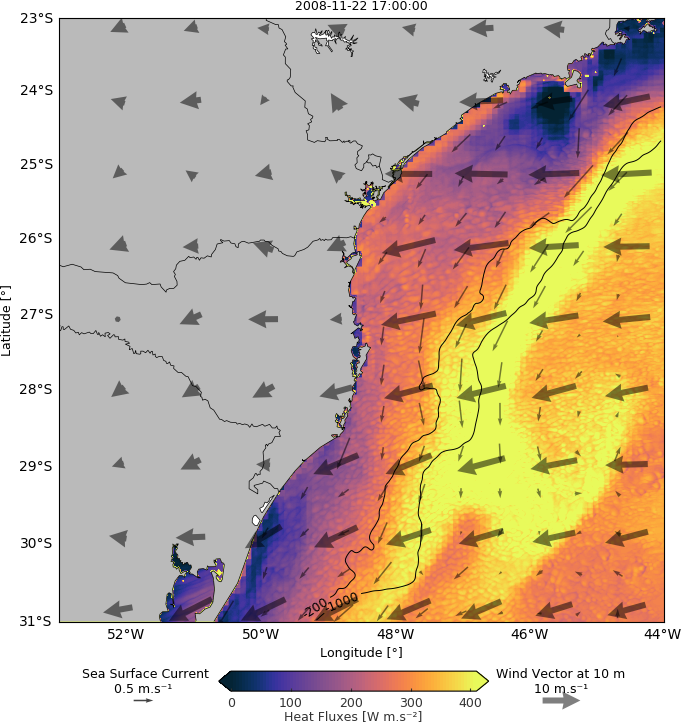 2008-11-22 17:00:00
23°S
24°S
25°S
26°S
27°S
28°S
29°S
30°S
31°S
Latitude [°]
-200
-1000
52°W 50°W 48°W 46°W 44°W
Longitude [°]
Sea Surface Current
0.5 m.s⁻¹
0 100 200 300 400
Heat Fluxes [W m.s⁻²]
Wind Vector at 10 m
10 m.s⁻¹